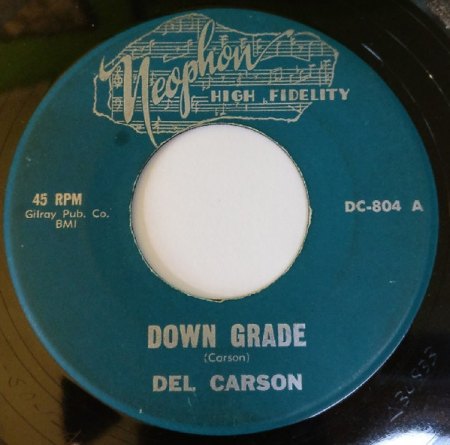 Neophon
HIGH FIDELITY
45 RPM
Gilray Pub. Co.
BMI
DC-804 A
DOWN GRADE
(Carson)
DEL CARSON